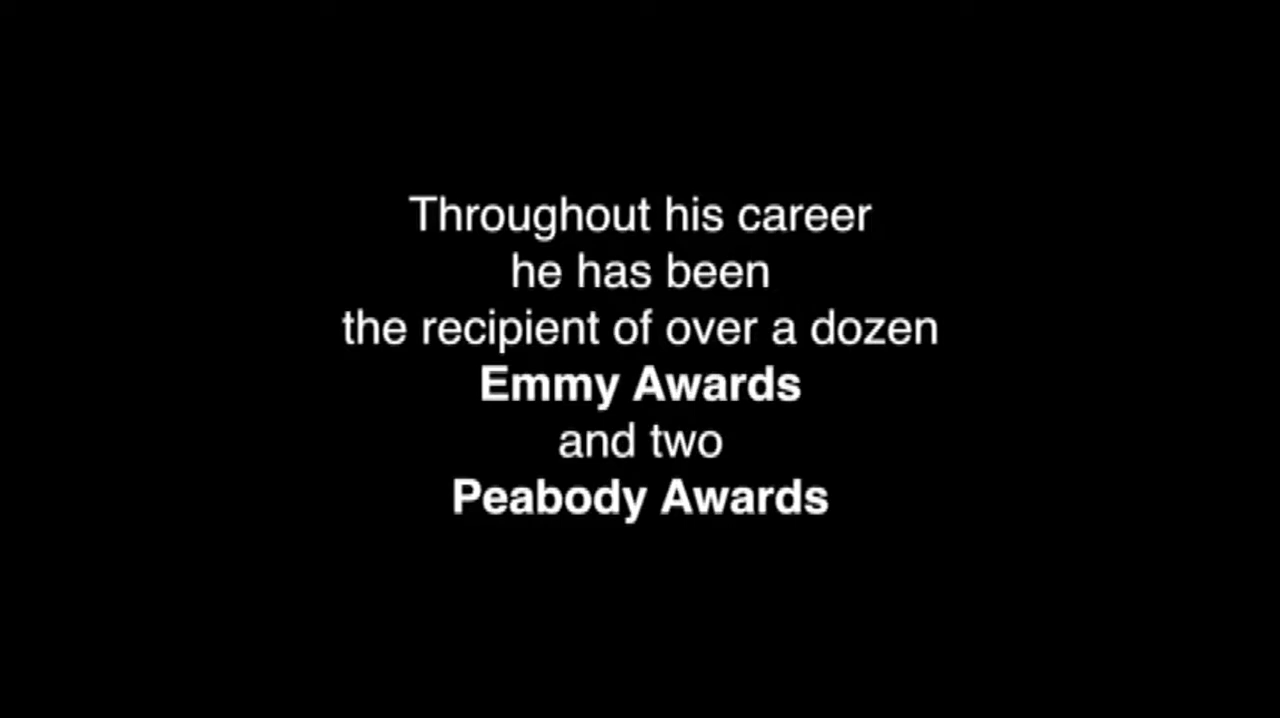 Throughout his career
he has been
the recipient of over a dozen
Emmy Awards
and two
Peabody Awards